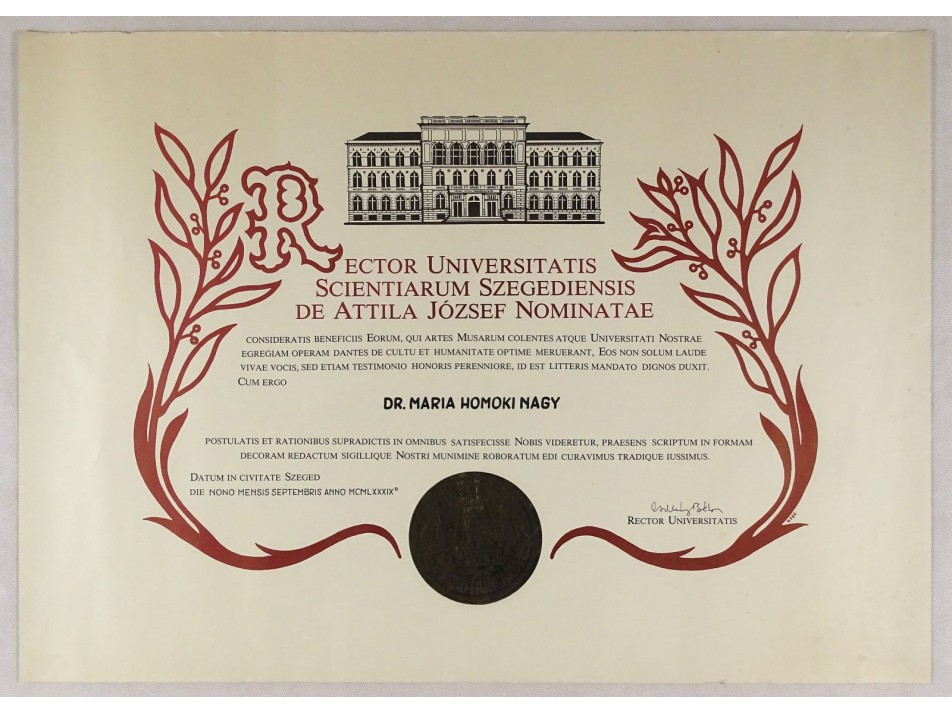 RECTOR UNIVERSITATIS
SCIENTIARUM SZEGEDIENSIS
DE ATTILA JÓZSEF NOMINATAE
CONSIDERATIS BENEFICIIS EORUM, QUI ARTES MUSARUM COLENTES ATQUE UNIVERSITATI NOSTRAE
EGREGIAM OPERAM DANTES DE CULTU ET HUMANITATE OPTIME MERUERANT, EOS NON SOLUM LAUDE
VIVAE VOCIS, SED ETIAM TESTIMONIO HONORIS PERENNIORE, ID EST LITTERIS MANDATO DIGNOS DUXIT.
CUM ERGO
DR. MARIA HOMOKI NAGY
POSTULATIS ET RATIONIBUS SUPRADICTIS IN OMNIBUS SATISFECISSE NOBIS VIDERETUR, PRAESENS SCRIPTUM IN FORMAM
DECORAM REDACTUM SIGILLIQUE NOSTRI MUNIMINE ROBORATUM EDI CURAVIMUS TRADIQUE IUSSIMUS.
DATUM IN CIVITATE SZEGED
DIE NONO MENSIS SEPTEMBRIS ANNO MCMLXXXIXº
RECTOR UNIVERSITATIS